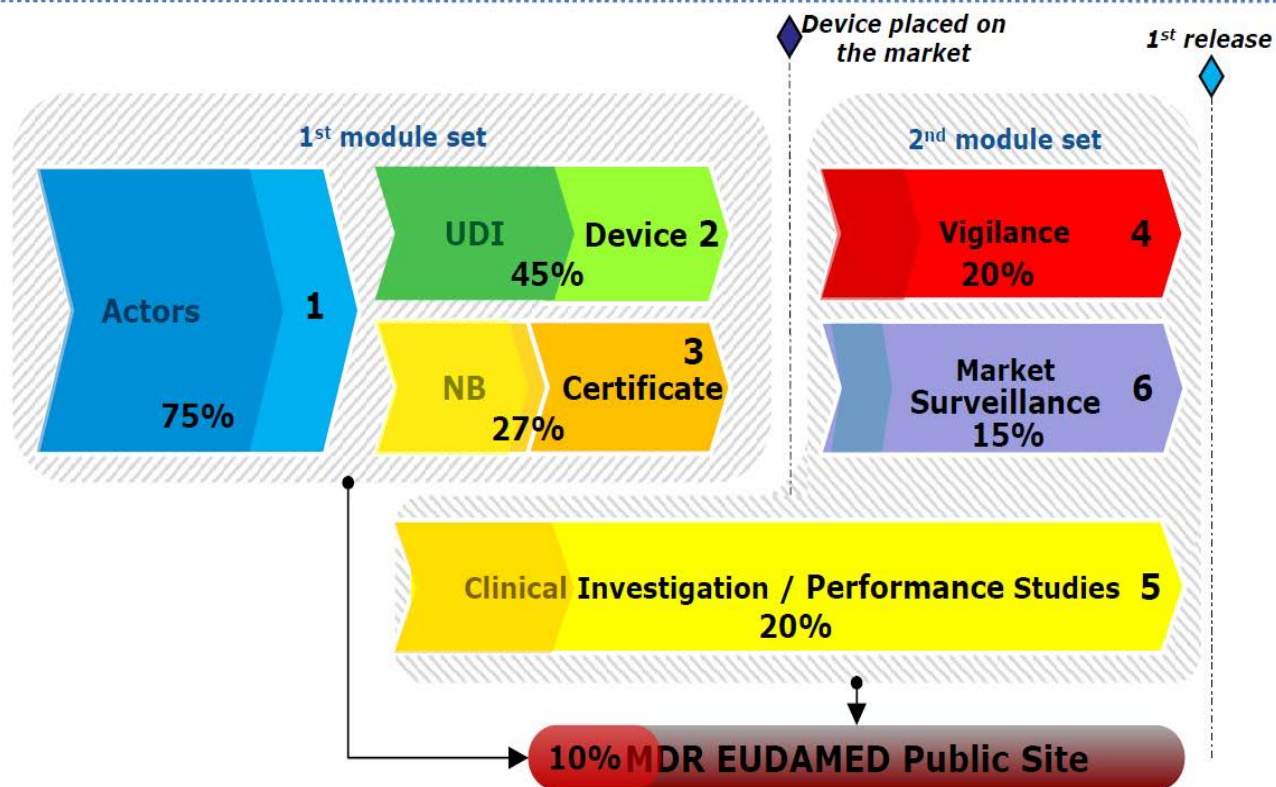 Device placed on
the market
1st release
1st module set
2nd module set
Actors
1
75%
UDI
Device 2
45%
NB
3
Certificate
27%
Vigilance 4
20%
Market
Surveillance
6
15%
Clinical Investigation / Performance Studies 5
20%
10% MDR EUDAMED Public Site